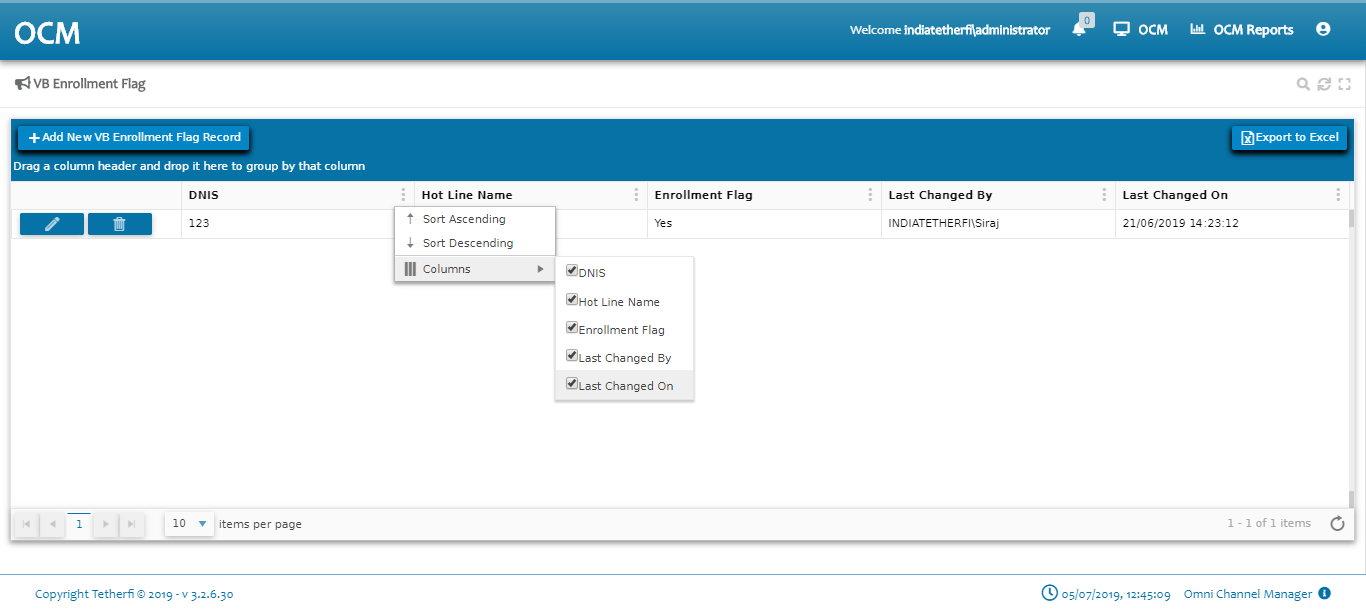 OCM
Welcome indiatetherfi\administrator
0
OCM
OCM Reports
VB Enrollment Flag
Add New VB Enrollment Flag Record
Export to Excel
Drag a column header and drop it here to group by that column
DNIS
Hot Line Name
Enrollment Flag
Last Changed By
Last Changed On
123
Yes
INDIATETHERFI\Siraj
21/06/2019 14:23:12
Sort Ascending
Sort Descending
Columns
DNIS
Hot Line Name
Enrollment Flag
Last Changed By
Last Changed On
1
10
items per page
1 - 1 of 1 items
Copyright Tetherfi © 2019 - v 3.2.6.30
05/07/2019, 12:45:09
Omni Channel Manager